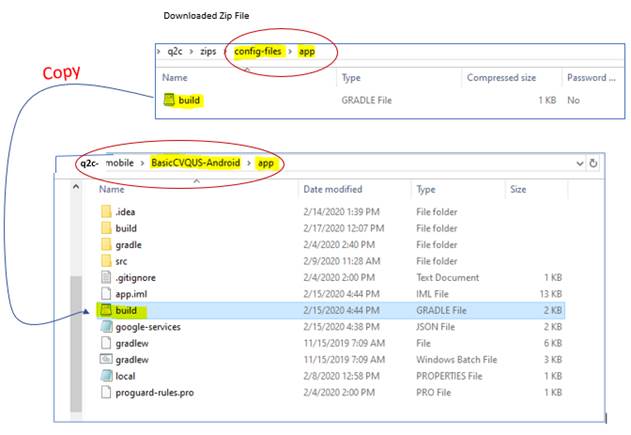 Downloaded Zip File
› q2c › zips › config-files › app
Copy
Name Type Compressed size Password ...
build GRADLE File 1 KB No
q2c- mobile › BasicCVQUS-Android › app
Name Date modified Type Size
.idea 2/14/2020 1:39 PM File folder
build 2/17/2020 12:07 PM File folder
gradle 2/4/2020 2:40 PM File folder
src 2/9/2020 11:28 AM File folder
.gitignore 2/4/2020 2:00 PM Text Document 1 KB
app.iml 2/15/2020 4:44 PM IML File 13 KB
build 2/15/2020 4:44 PM GRADLE File 2 KB
google-services 2/15/2020 4:38 PM JSON File 2 KB
gradlew 11/15/2019 7:09 AM File 6 KB
gradlew 11/15/2019 7:09 AM Windows Batch File 3 KB
local 2/8/2020 12:58 PM PROPERTIES File 1 KB
proguard-rules.pro 2/4/2020 2:00 PM PRO File 1 KB